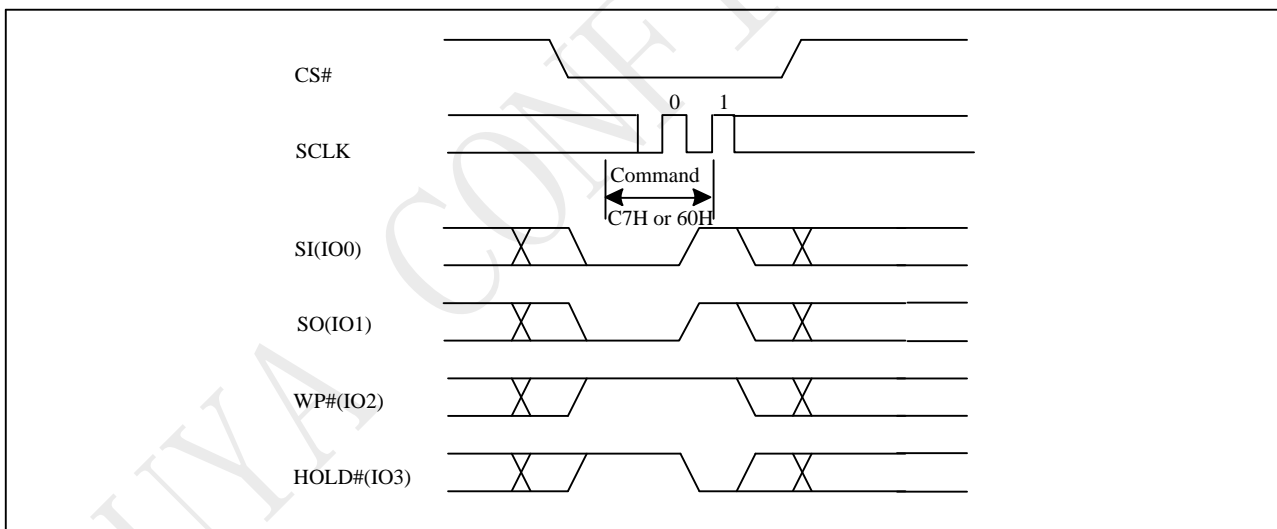 CS#
0 1
SCLK
Command
C7H or 60H
SI(IO0)
SO(IO1)
WP#(IO2)
HOLD#(IO3)